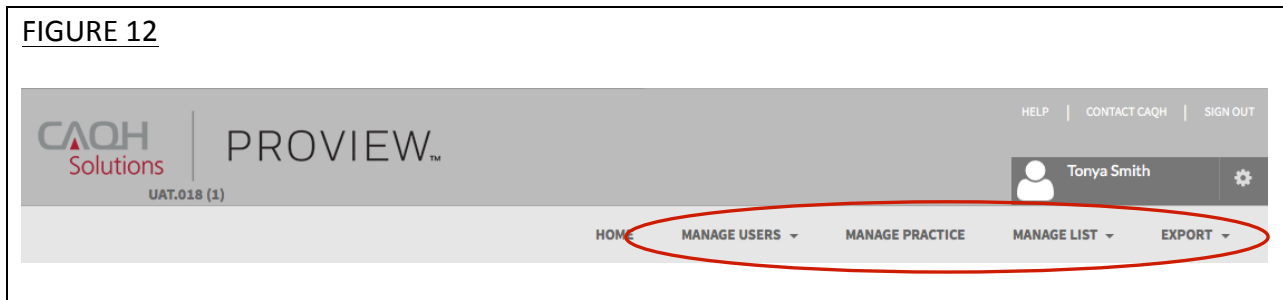 FIGURE 12
HELP | CONTACT CAQH | SIGN OUT
CAQH
Solutions
PROVIEW™
UAT.018 (1)
Tonya Smith
HOME MANAGE USERS MANAGE PRACTICE MANAGE LIST EXPORT